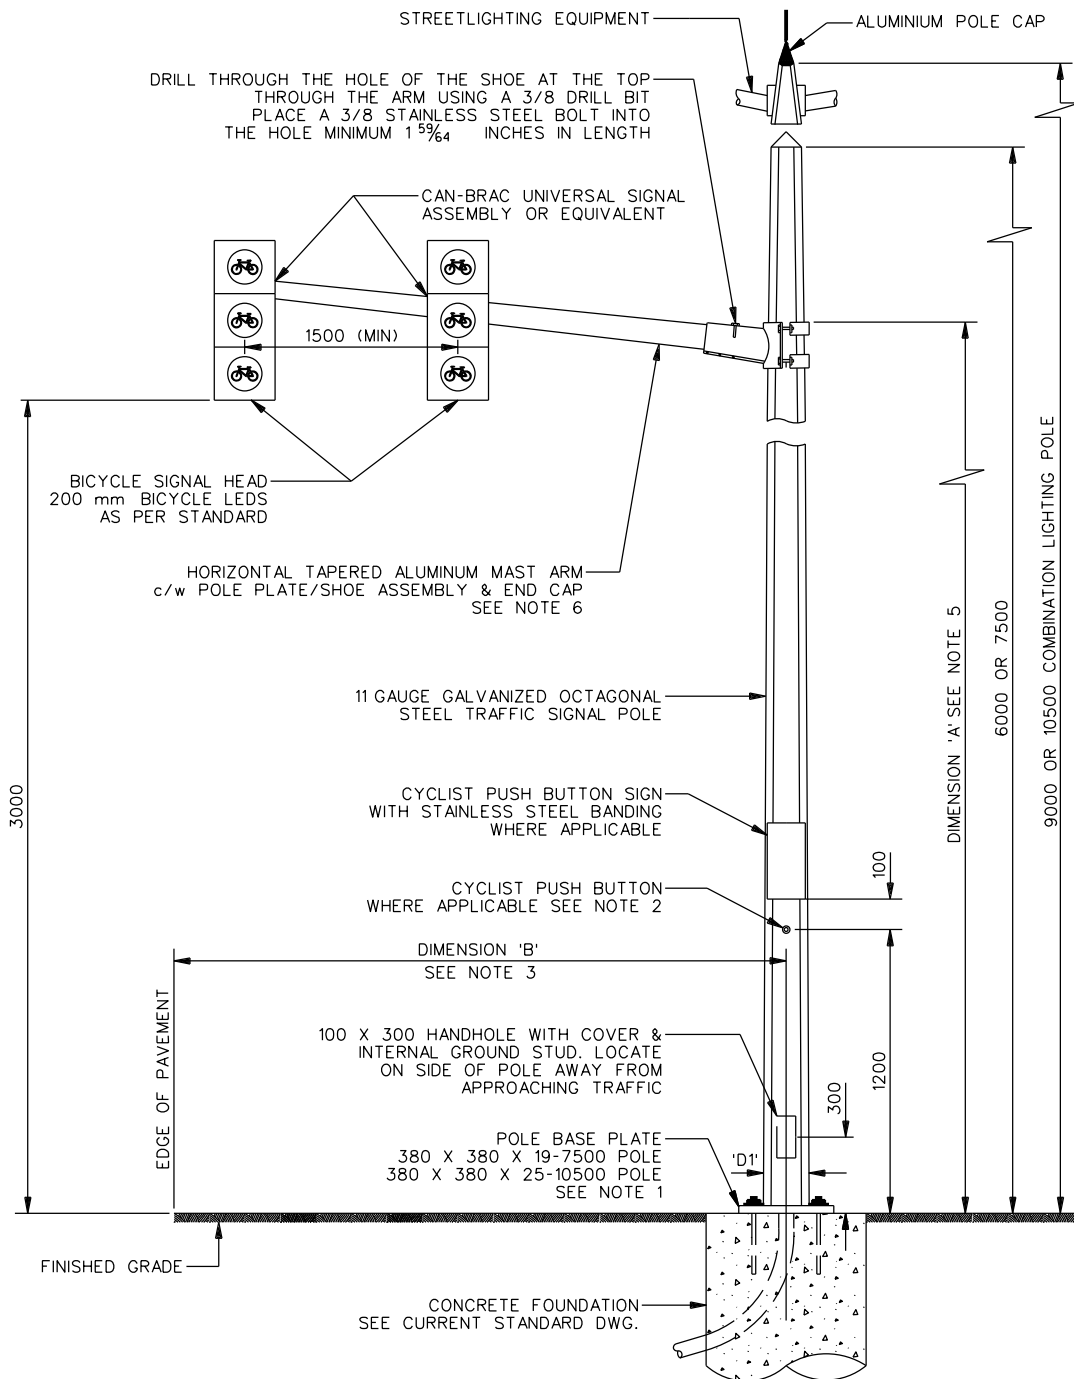 STREETLIGHTING EQUIPMENT
ALUMINIUM POLE CAP
DRILL THROUGH THE HOLE OF THE SHOE AT THE TOP
THROUGH THE ARM USING A 3/8 DRILL BIT
PLACE A 3/8 STAINLESS STEEL BOLT INTO
THE HOLE MINIMUM 1 59/64 INCHES IN LENGTH
CAN-BRAC UNIVERSAL SIGNAL
ASSEMBLY OR EQUIVALENT
1500 (MIN)
BICYCLE SIGNAL HEAD
200 mm BICYCLE LEDS
AS PER STANDARD
HORIZONTAL TAPERED ALUMINUM MAST ARM
c/w POLE PLATE/SHOE ASSEMBLY & END CAP
SEE NOTE 6
11 GAUGE GALVANIZED OCTAGONAL
STEEL TRAFFIC SIGNAL POLE
3000
CYCLIST PUSH BUTTON SIGN
WITH STAINLESS STEEL BANDING
WHERE APPLICABLE
CYCLIST PUSH BUTTON
WHERE APPLICABLE SEE NOTE 2
DIMENSION 'B'
SEE NOTE 3
EDGE OF PAVEMENT
100 X 300 HANDHOLE WITH COVER &
INTERNAL GROUND STUD. LOCATE
ON SIDE OF POLE AWAY FROM
APPROACHING TRAFFIC
POLE BASE PLATE
380 X 380 X 19-7500 POLE
380 X 380 X 25-10500 POLE
SEE NOTE 1
'D1'
300
1200
100
DIMENSION 'A' SEE NOTE 5
6000 OR 7500
9000 OR 10500 COMBINATION LIGHTING POLE
FINISHED GRADE
CONCRETE FOUNDATION
SEE CURRENT STANDARD DWG.